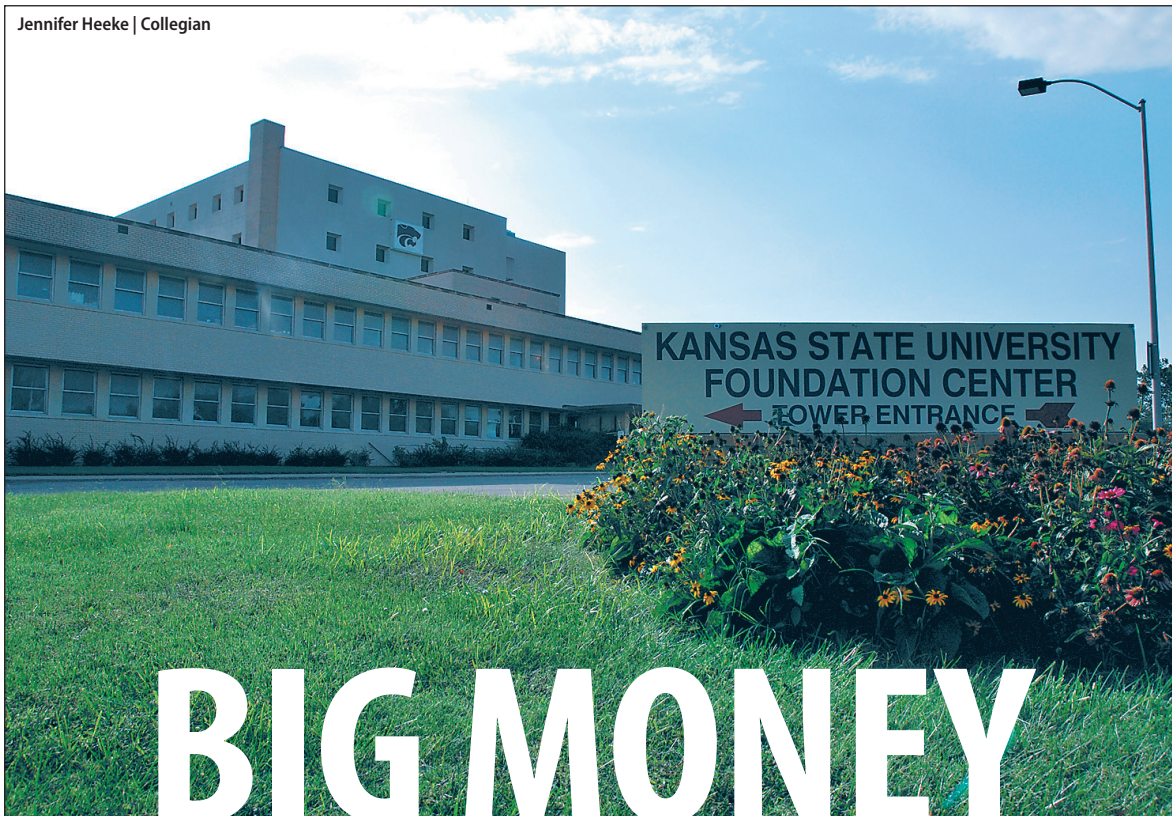 Jennifer Heeke | Collegian
KANSAS STATE UNIVERSITY
FOUNDATION CENTER
TOWER ENTRANCE
BIG MONEY